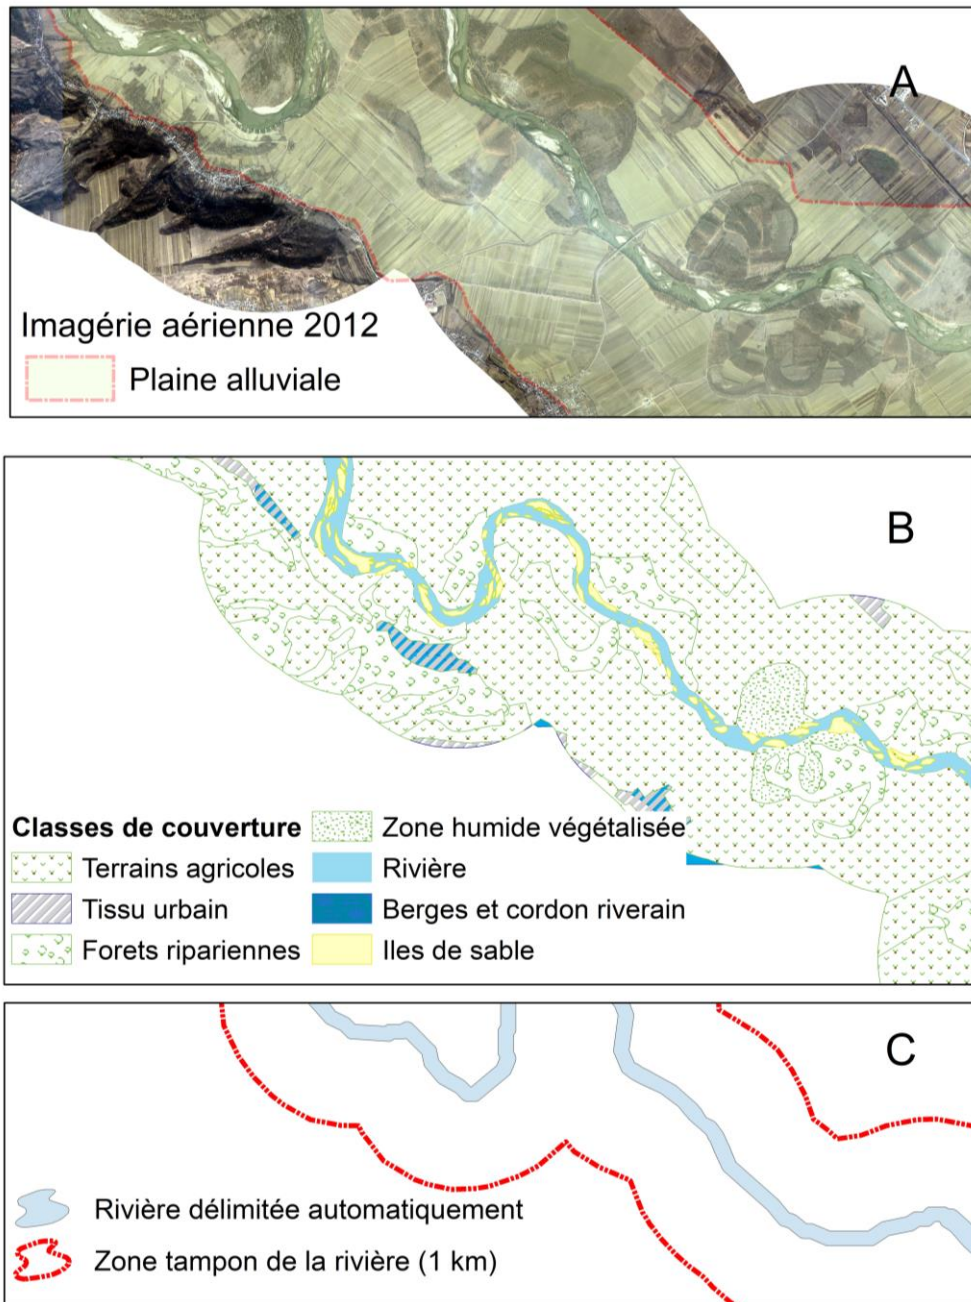 A
Imagérie aérienne 2012
Plaine alluviale
B
Classes de couverture
Terrains agricoles
Tissu urbain
Forets ripariennes
Zone humide végétalisée
Rivière
Berges et cordon riverain
Iles de sable
C
Rivière délimitée automatiquement
Zone tampon de la rivière (1 km)